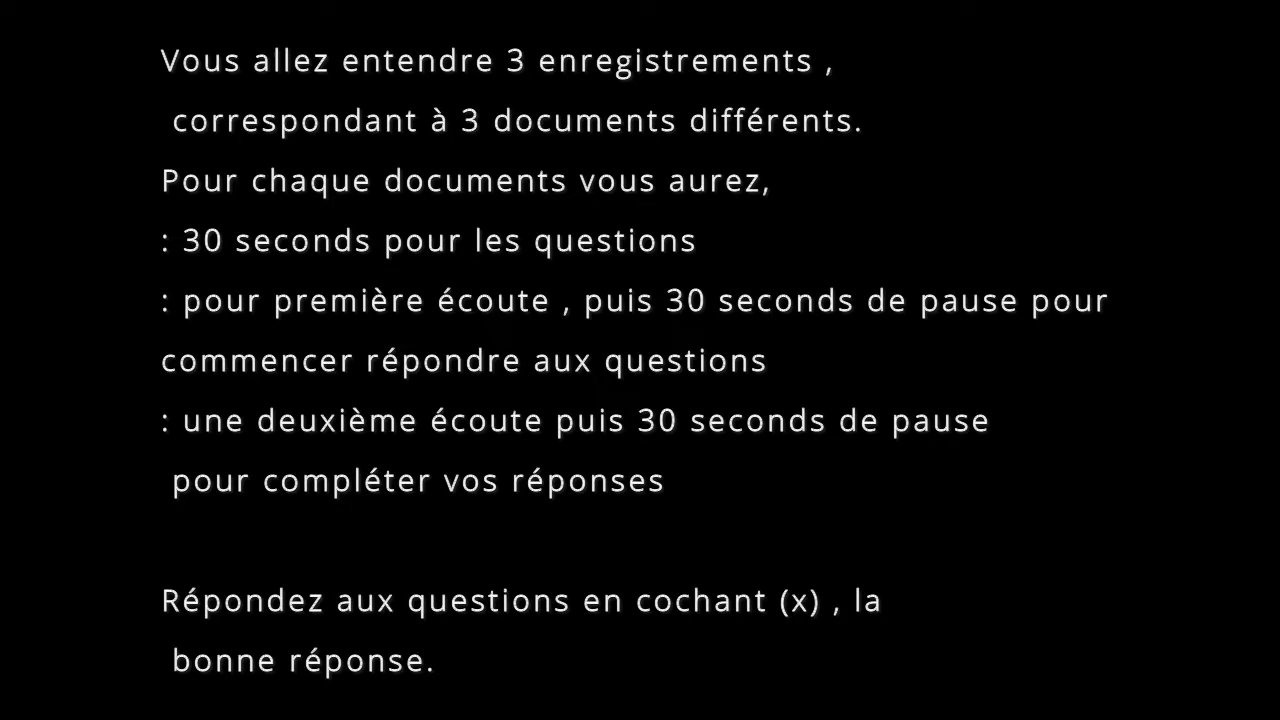 Vous allez entendre 3 enregistrements ,
correspondant à 3 documents différents.
Pour chaque documents vous aurez,
: 30 seconds pour les questions
: pour première écoute , puis 30 seconds de pause pour
commencer répondre aux questions
: une deuxième écoute puis 30 seconds de pause
pour compléter vos réponses
Répondez aux questions en cochant (x) , la
bonne réponse.